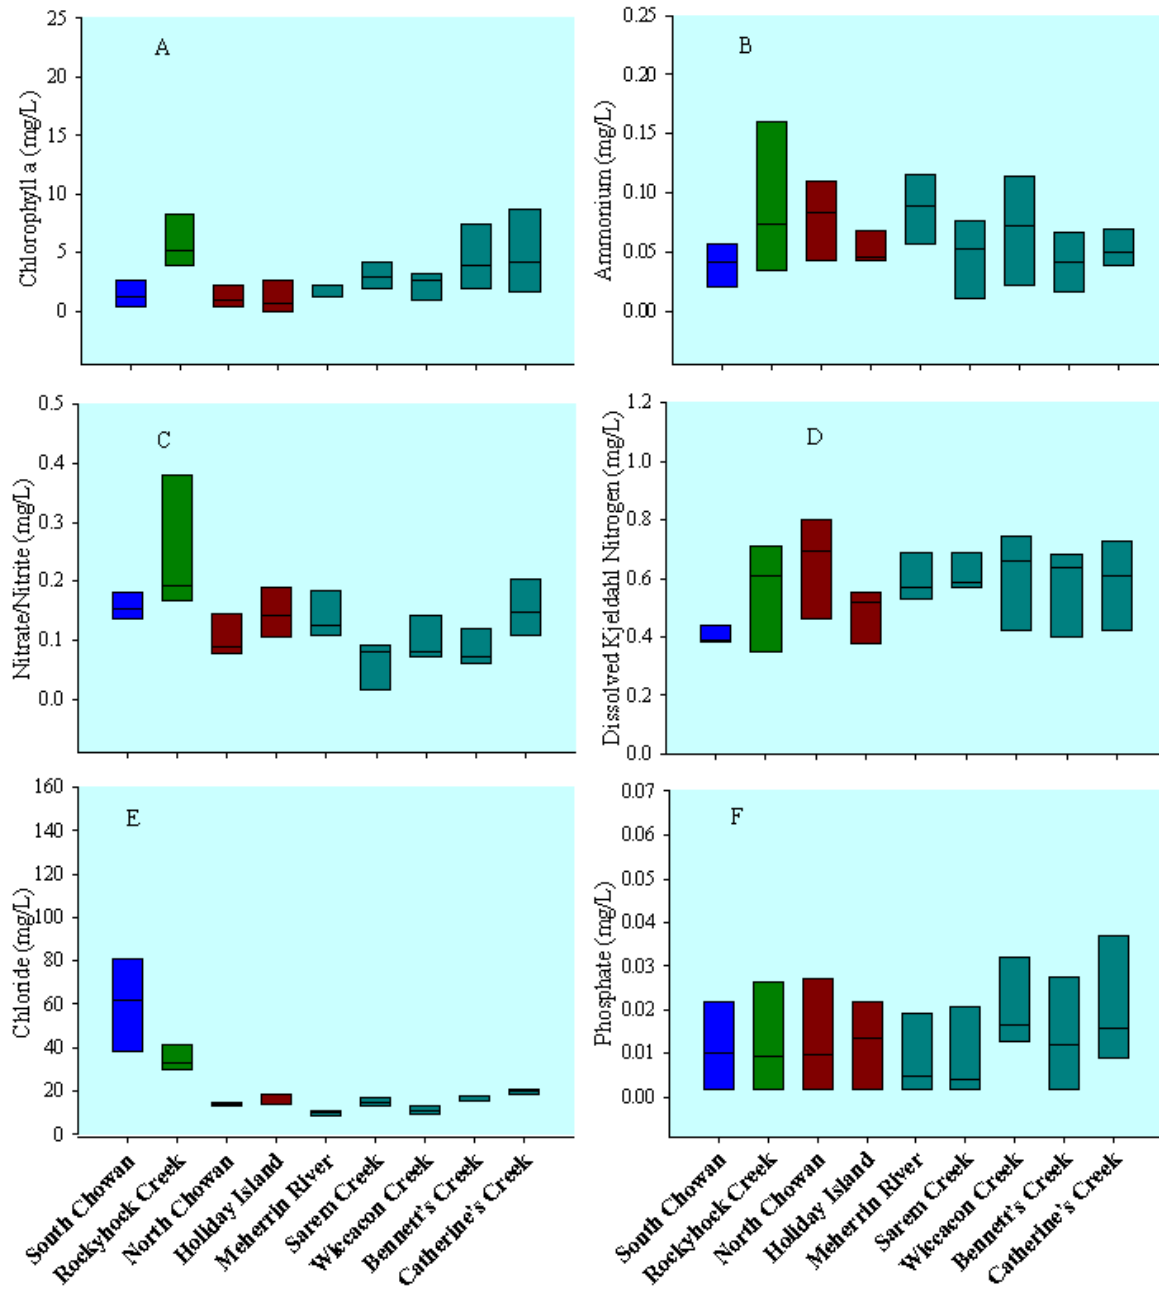 A
Chlorophyll a (mg/L)
25
20
15
10
5
0
B
Ammonium (mg/L)
0.25
0.20
0.15
0.10
0.05
0.00
C
Nitrate/Nitrite (mg/L)
0.5
0.4
0.3
0.2
0.1
0.0
D
Dissolved Kjeldahl Nitrogen (mg/L)
1.2
1.0
0.8
0.6
0.4
0.2
0.0
E
Chloride (mg/L)
160
140
120
100
80
60
40
20
0
South Chowan
Rockyhock Creek
North Chowan
Holiday Island
Meherrin River
Sarem Creek
Wiccacon Creek
Bennett's Creek
Catherine's Creek
F
Phosphate (mg/L)
0.07
0.06
0.05
0.04
0.03
0.02
0.01
0.00
South Chowan
Rockyhock Creek
North Chowan
Holiday Island
Meherrin River
Sarem Creek
Wiccacon Creek
Bennett's Creek
Catherine's Creek